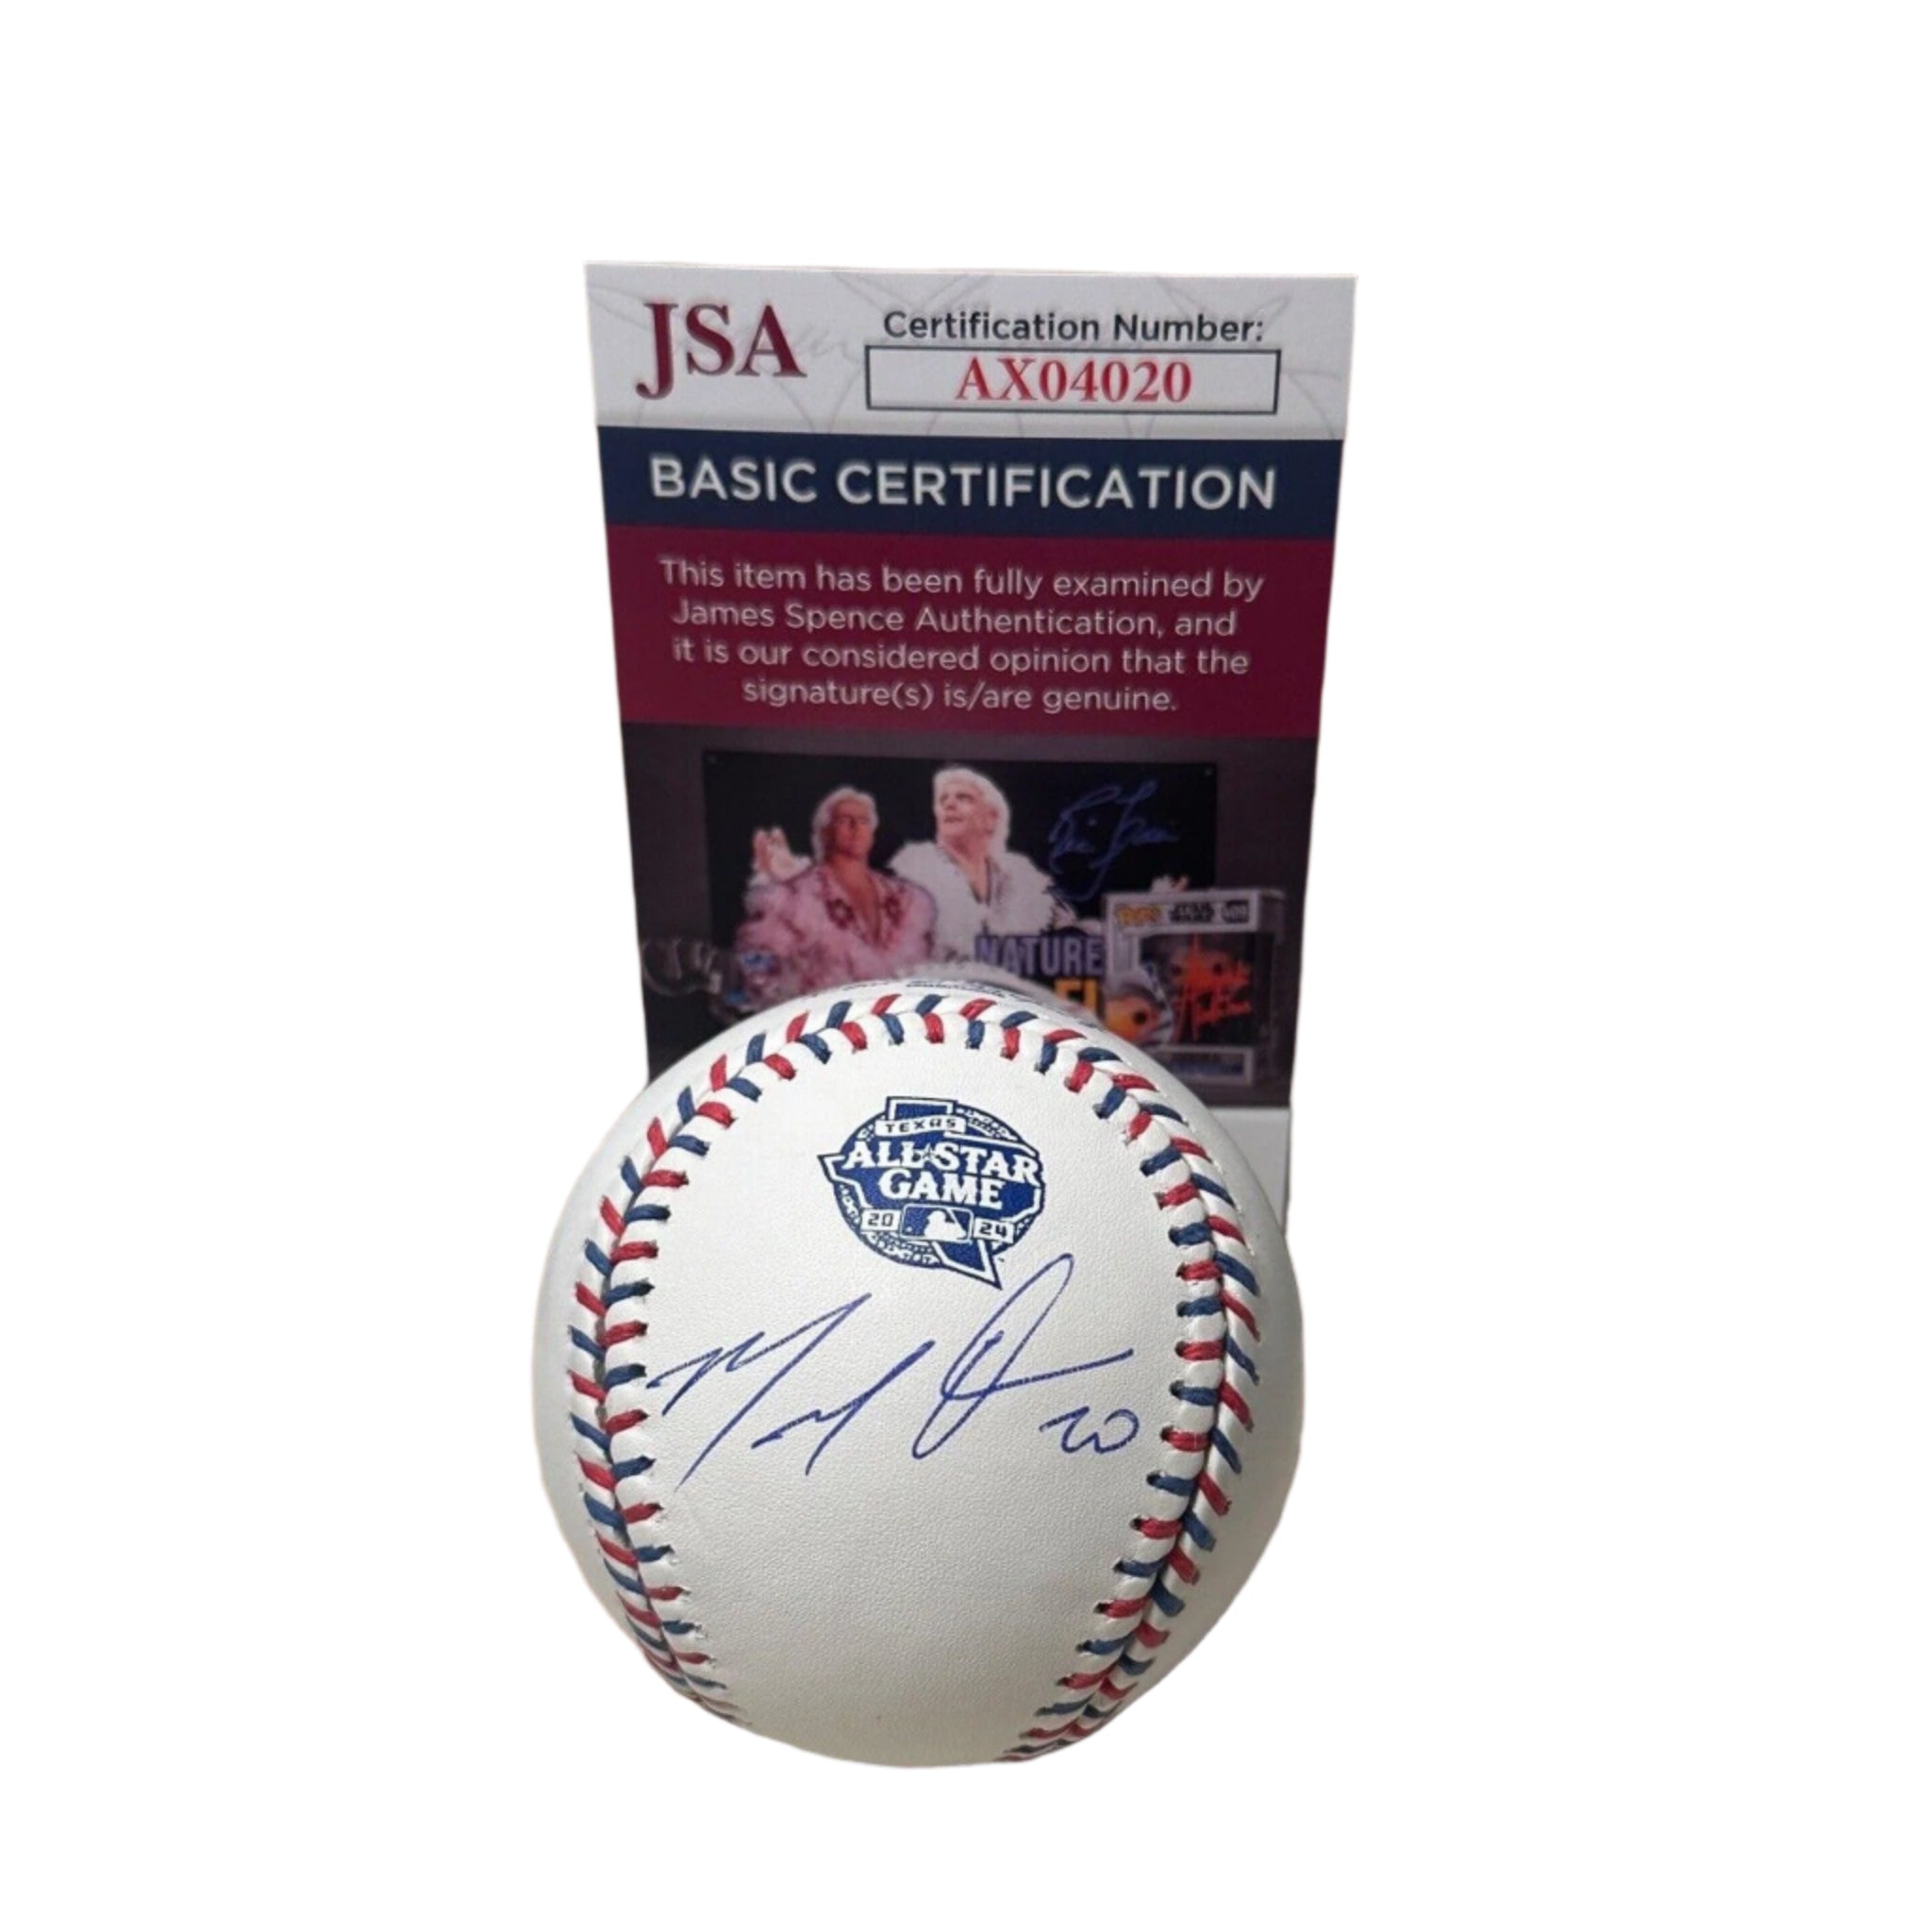 JSA
Certification Number:
AX04020
BASIC CERTIFICATION
This item has been fully examined by
James Spence Authentication, and
it is our considered opinion that the
signature(s) is/are genuine.
NATURE
TEXAS
ALL★STAR
GAME
20 24
20